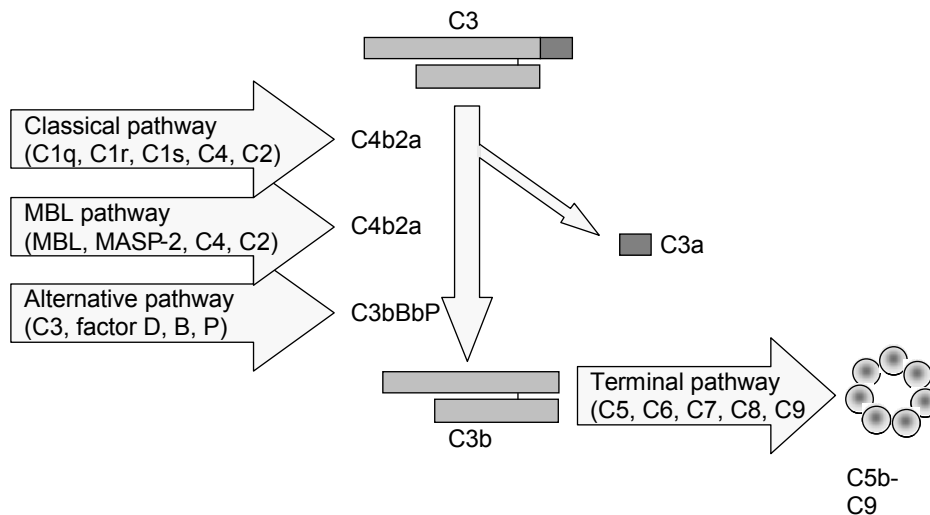 C3
Classical pathway
(C1q, C1r, C1s, C4, C2)
C4b2a
MBL pathway
(MBL, MASP-2, C4, C2)
C4b2a
C3a
Alternative pathway
(C3, factor D, B, P)
C3bBbP
Terminal pathway
(C5, C6, C7, C8, C9
C3b
C5b-
C9